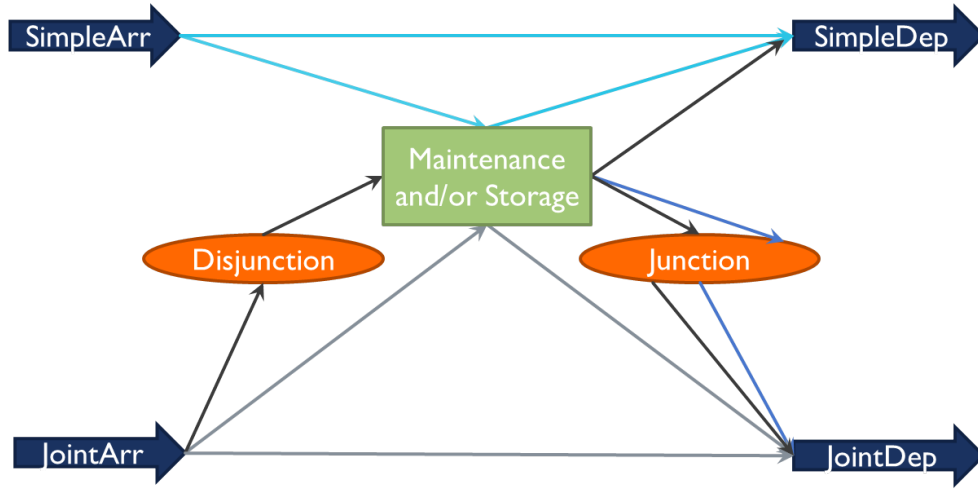 SimpleArr
SimpleDep
Maintenance
and/or Storage
Disjunction
Junction
JointArr
JointDep